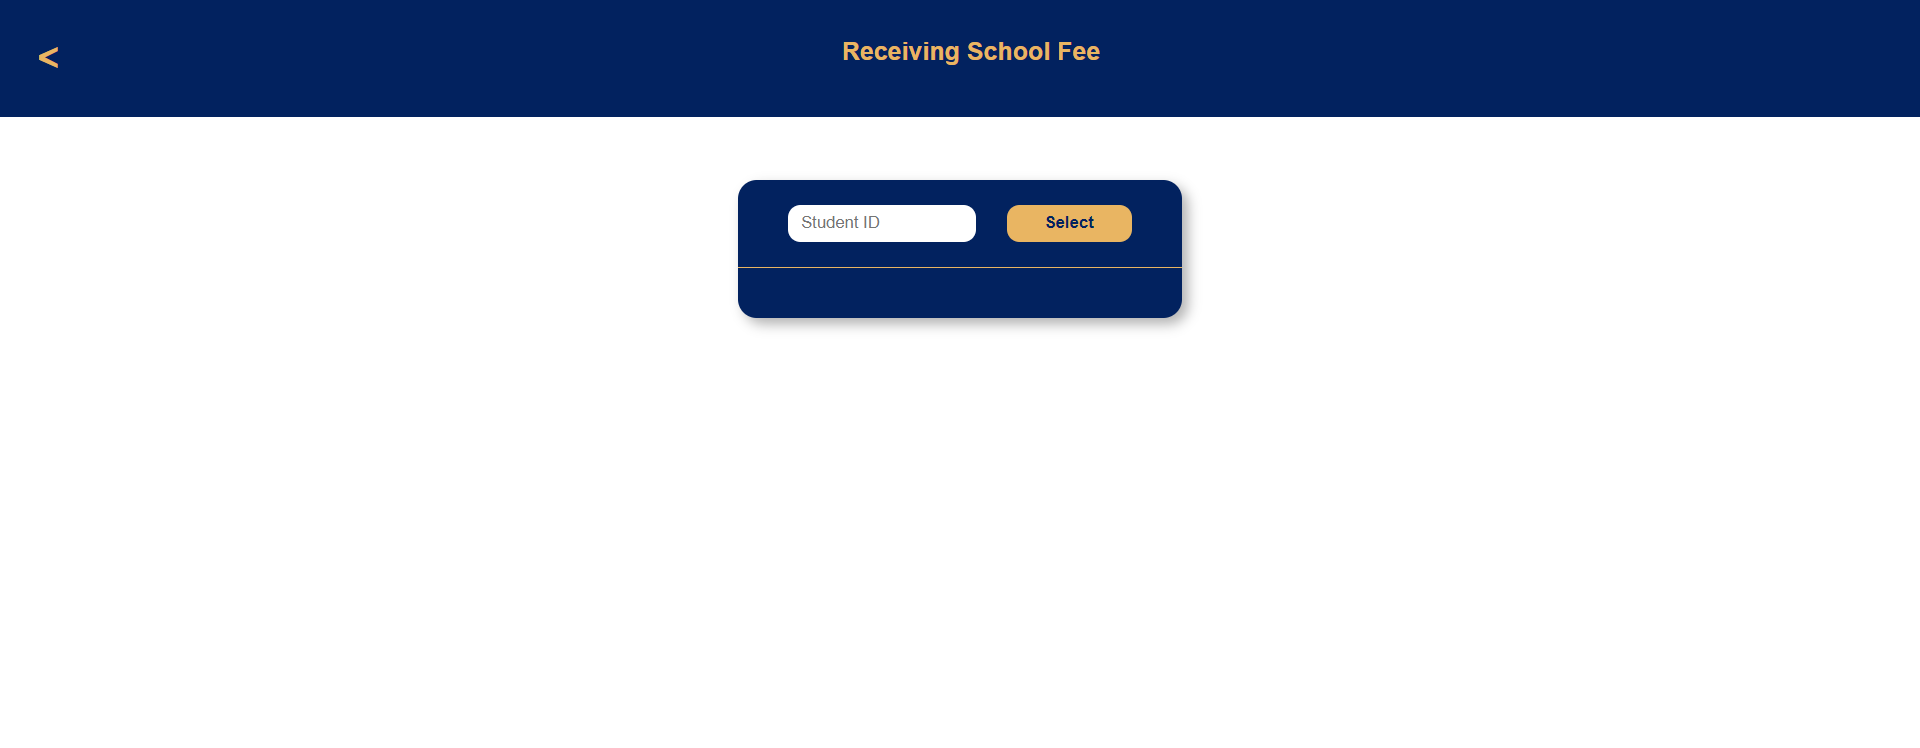 <
Receiving School Fee
Student ID
Select